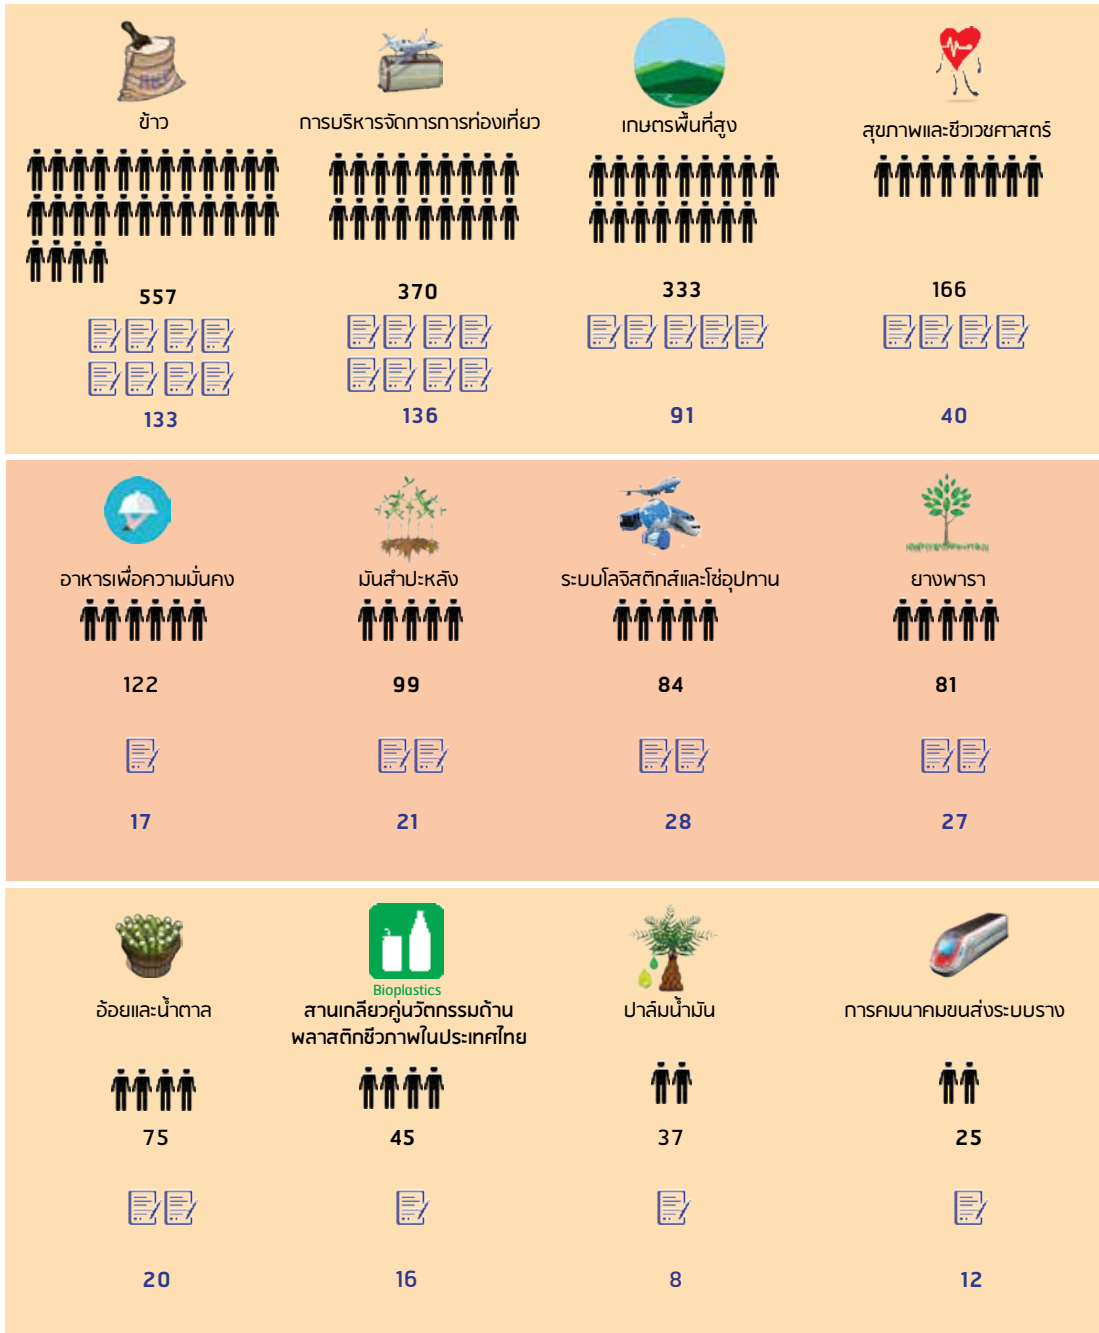 ข้าว
การบริหารจัดการการท่องเที่ยว
เกษตรพื้นที่สูง
สุขภาพและชีวเวชศาสตร์
557
370
333
166
133
136
91
40
อาหารเพื่อความมั่นคง
มันสำปะหลัง
ระบบโลจิสติกส์และโซ่อุปทาน
ยางพารา
122
99
84
81
17
21
28
27
Bioplastics
อ้อยและน้ำตาล
สานเกลียวคู่นวัตกรรมด้าน
พลาสติกชีวภาพในประเทศไทย
ปาล์มน้ำมัน
การคมนาคมขนส่งระบบราง
75
45
37
25
20
16
8
12